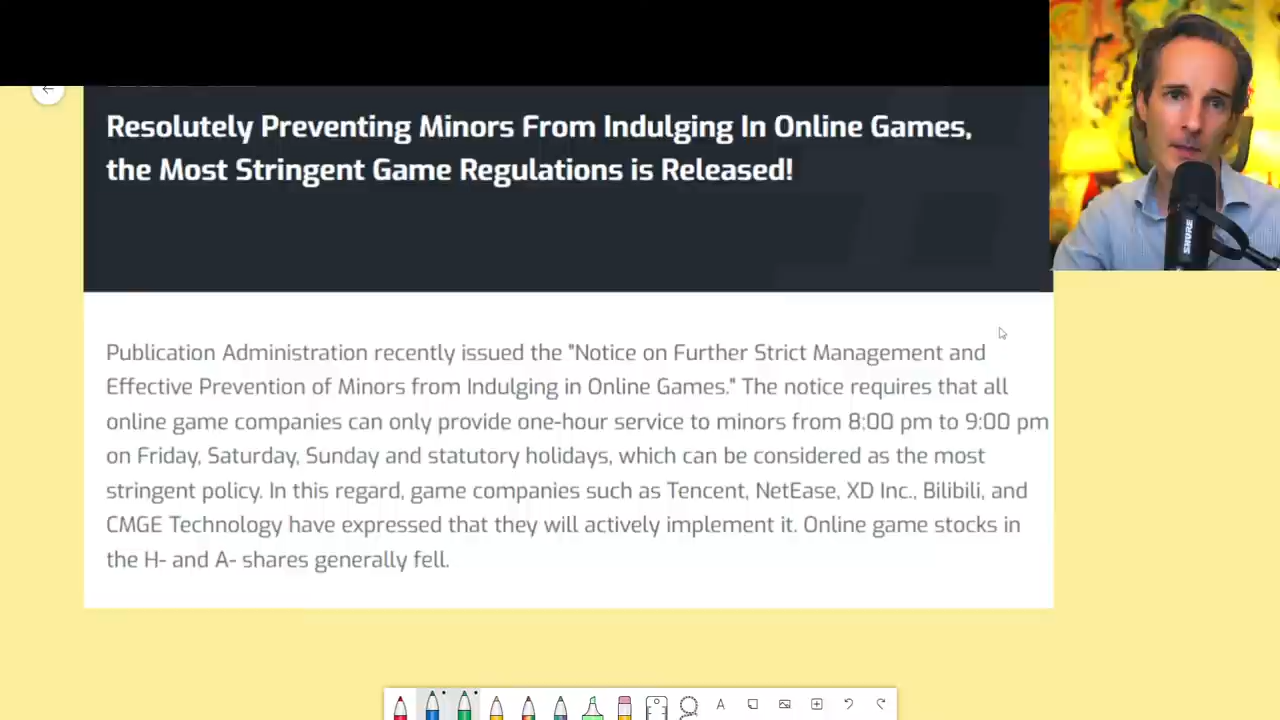 Resolutely Preventing Minors From Indulging In Online Games,
the Most Stringent Game Regulations is Released!
Publication Administration recently issued the "Notice on Further Strict Management and
Effective Prevention of Minors from Indulging in Online Games." The notice requires that all
online game companies can only provide one-hour service to minors from 8:00 pm to 9:00 pm
on Friday, Saturday, Sunday and statutory holidays, which can be considered as the most
stringent policy. In this regard, game companies such as Tencent, NetEase, XD Inc., Bilibili, and
CMGE Technology have expressed that they will actively implement it. Online game stocks in
the H- and A- shares generally fell.
SHURE
A